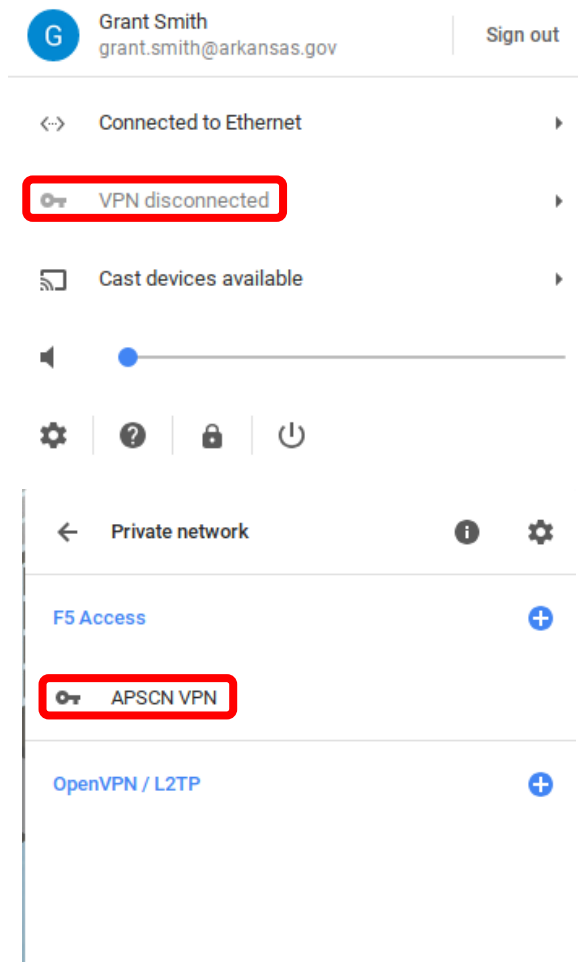 G
Grant Smith
grant.smith@arkansas.gov
Sign out
Connected to Ethernet
VPN disconnected
Cast devices available
Private network
F5 Access
APSCN VPN
OpenVPN / L2TP